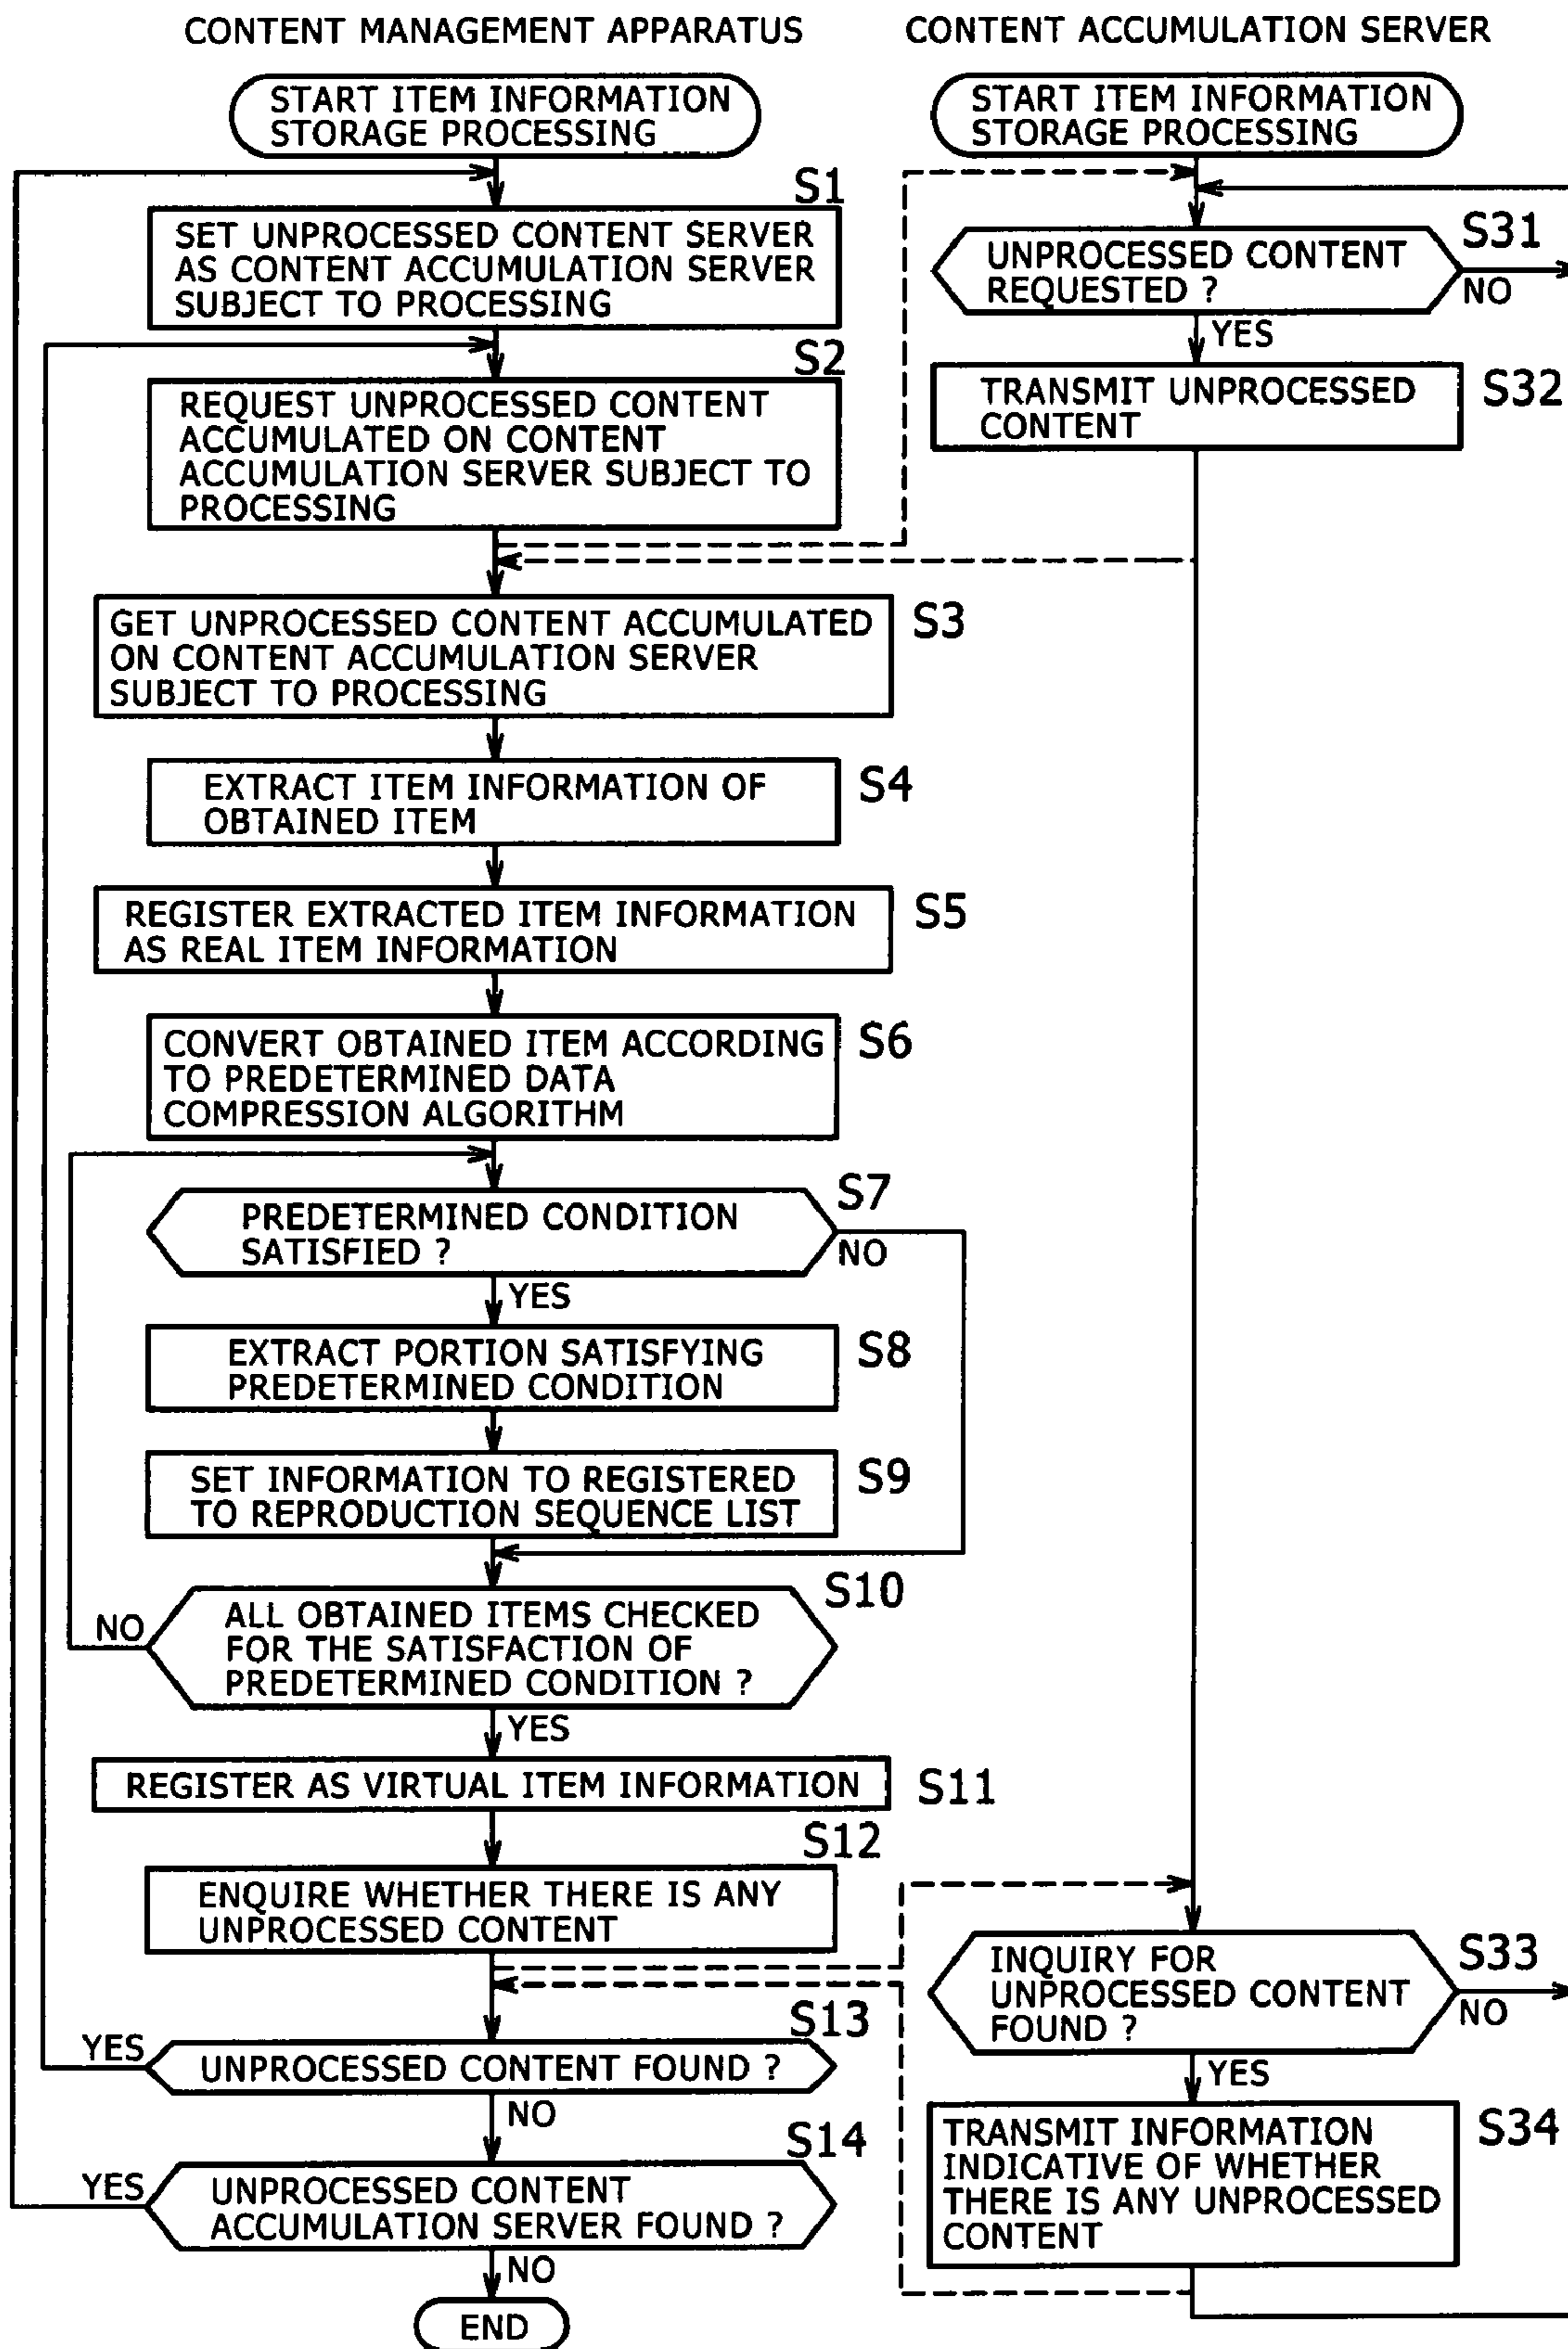 CONTENT MANAGEMENT APPARATUS
START ITEM INFORMATION
STORAGE PROCESSING
S1
SET UNPROCESSED CONTENT SERVER
AS CONTENT ACCUMULATION SERVER
SUBJECT TO PROCESSING
S2
REQUEST UNPROCESSED CONTENT
ACCUMULATED ON CONTENT
ACCUMULATION SERVER SUBJECT TO
PROCESSING
GET UNPROCESSED CONTENT ACCUMULATED
ON CONTENT ACCUMULATION SERVER
SUBJECT TO PROCESSING
S3
EXTRACT ITEM INFORMATION OF
OBTAINED ITEM
S4
REGISTER EXTRACTED ITEM INFORMATION
AS REAL ITEM INFORMATION
S5
CONVERT OBTAINED ITEM ACCORDING
TO PREDETERMINED DATA
COMPRESSION ALGORITHM
S6
S7
PREDETERMINED CONDITION
SATISFIED ?
NO
YES
EXTRACT PORTION SATISFYING
PREDETERMINED CONDITION
S8
SET INFORMATION TO REGISTERED
TO REPRODUCTION SEQUENCE LIST
S9
S10
ALL OBTAINED ITEMS CHECKED
FOR THE SATISFACTION OF
PREDETERMINED CONDITION ?
NO
YES
REGISTER AS VIRTUAL ITEM INFORMATION
S11
S12
ENQUIRE WHETHER THERE IS ANY
UNPROCESSED CONTENT
S13
YES
UNPROCESSED CONTENT FOUND ?
NO
S14
YES
UNPROCESSED CONTENT
ACCUMULATION SERVER FOUND ?
NO
END
CONTENT ACCUMULATION SERVER
START ITEM INFORMATION
STORAGE PROCESSING
S31
UNPROCESSED CONTENT
REQUESTED ?
NO
YES
TRANSMIT UNPROCESSED
CONTENT
S32
INQUIRY FOR
UNPROCESSED CONTENT
FOUND ?
S33
NO
YES
TRANSMIT INFORMATION
INDICATIVE OF WHETHER
THERE IS ANY UNPROCESSED
CONTENT
S34